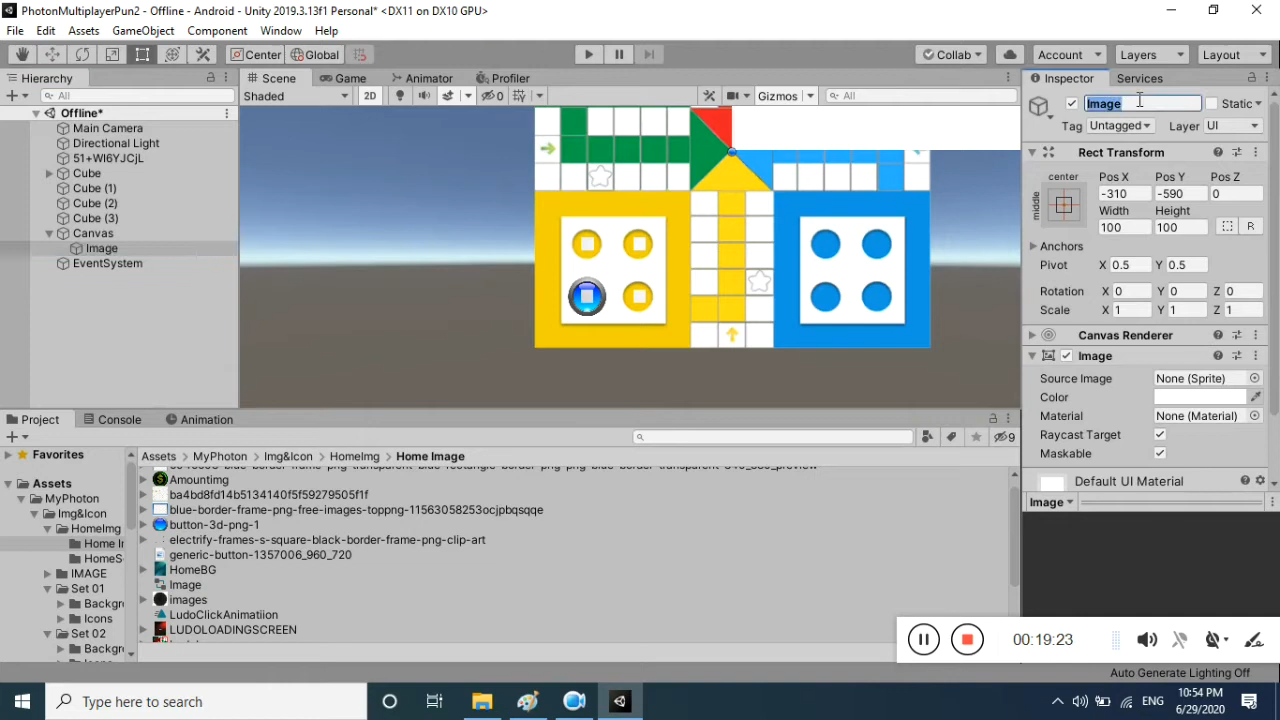 PhotonMultiplayerPun2 - Offline - Android - Unity 2019.3.13f1 Personal* <DX11 on DX10 GPU>
File Edit Assets GameObject Component Window Help
Center Global Collab Account Layers Layout
Hierarchy Scene Game Animator Profiler Inspector Services
All Shaded 2D 0 Gizmos All Image Static
Offline*
Main Camera
Directional Light
51+WI6YJCjL
Cube
Cube (1)
Cube (2)
Cube (3)
Canvas
Image
EventSystem
Tag Untagged Layer UI
Rect Transform
center Pos X Pos Y Pos Z
middle -310 -590 0
Width Height
100 100 R
Anchors
Pivot X 0.5 Y 0.5
Rotation X 0 Y 0 Z 0
Scale X 1 Y 1 Z 1
Canvas Renderer
Image
Source Image None (Sprite)
Color
Material None (Material)
Raycast Target
Maskable
Default UI Material
Image
Project Console Animation
9
Favorites
Assets
MyPhoton
Img&Icon
HomeImg
Home Ir
HomeS
IMAGE
Set 01
Backgr
Icons
Set 02
Backgr
Assets MyPhoton Img&Icon HomeImg Home Image
Amountimg
ba4bd8fd14b5134140f5f59279505f1f
blue-border-frame-png-free-images-toppng-11563058253ocjpbqsqqe
button-3d-png-1
electrify-frames-s-square-black-border-frame-png-clip-art
generic-button-1357006_960_720
HomeBG
Image
images
LudoClickAnimatiion
LUDOLOADINGSCREEN
00:19:23
Auto Generate Lighting Off
Type here to search
ENG
10:54 PM
6/29/2020